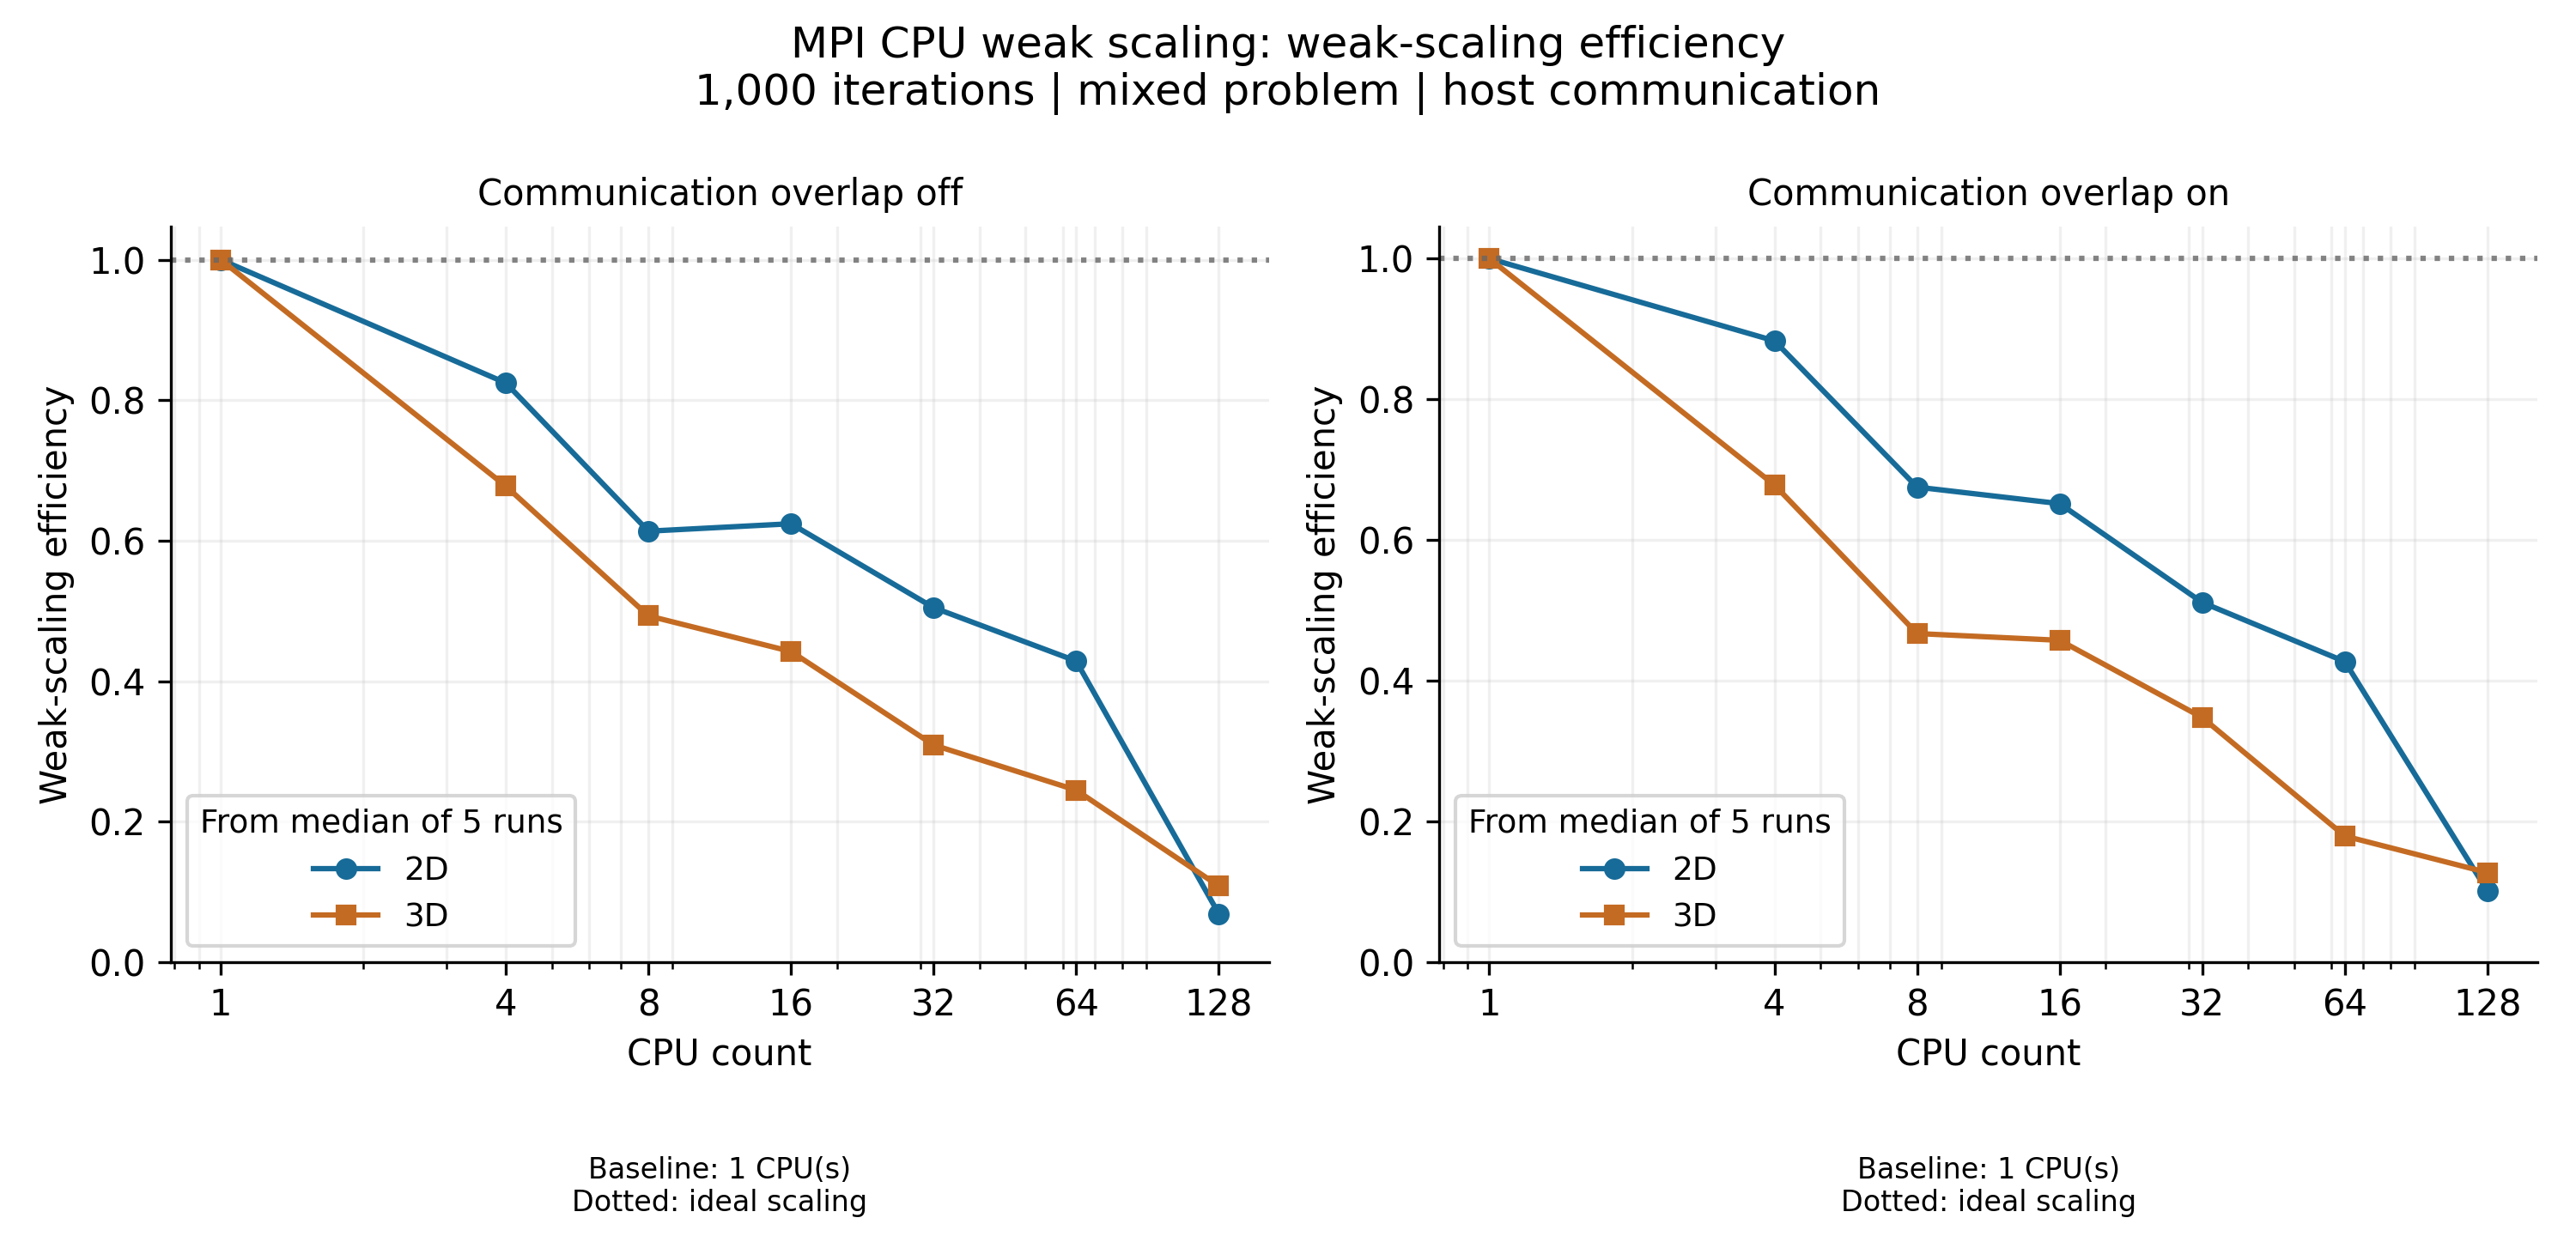 MPI CPU weak scaling: weak-scaling efficiency
1,000 iterations | mixed problem | host communication
Communication overlap off
Weak-scaling efficiency
1.0
0.8
0.6
0.4
0.2
0.0
From median of 5 runs
2D
3D
1 4 8 16 32 64 128
CPU count
Baseline: 1 CPU(s)
Dotted: ideal scaling
Communication overlap on
Weak-scaling efficiency
1.0
0.8
0.6
0.4
0.2
0.0
From median of 5 runs
2D
3D
1 4 8 16 32 64 128
CPU count
Baseline: 1 CPU(s)
Dotted: ideal scaling